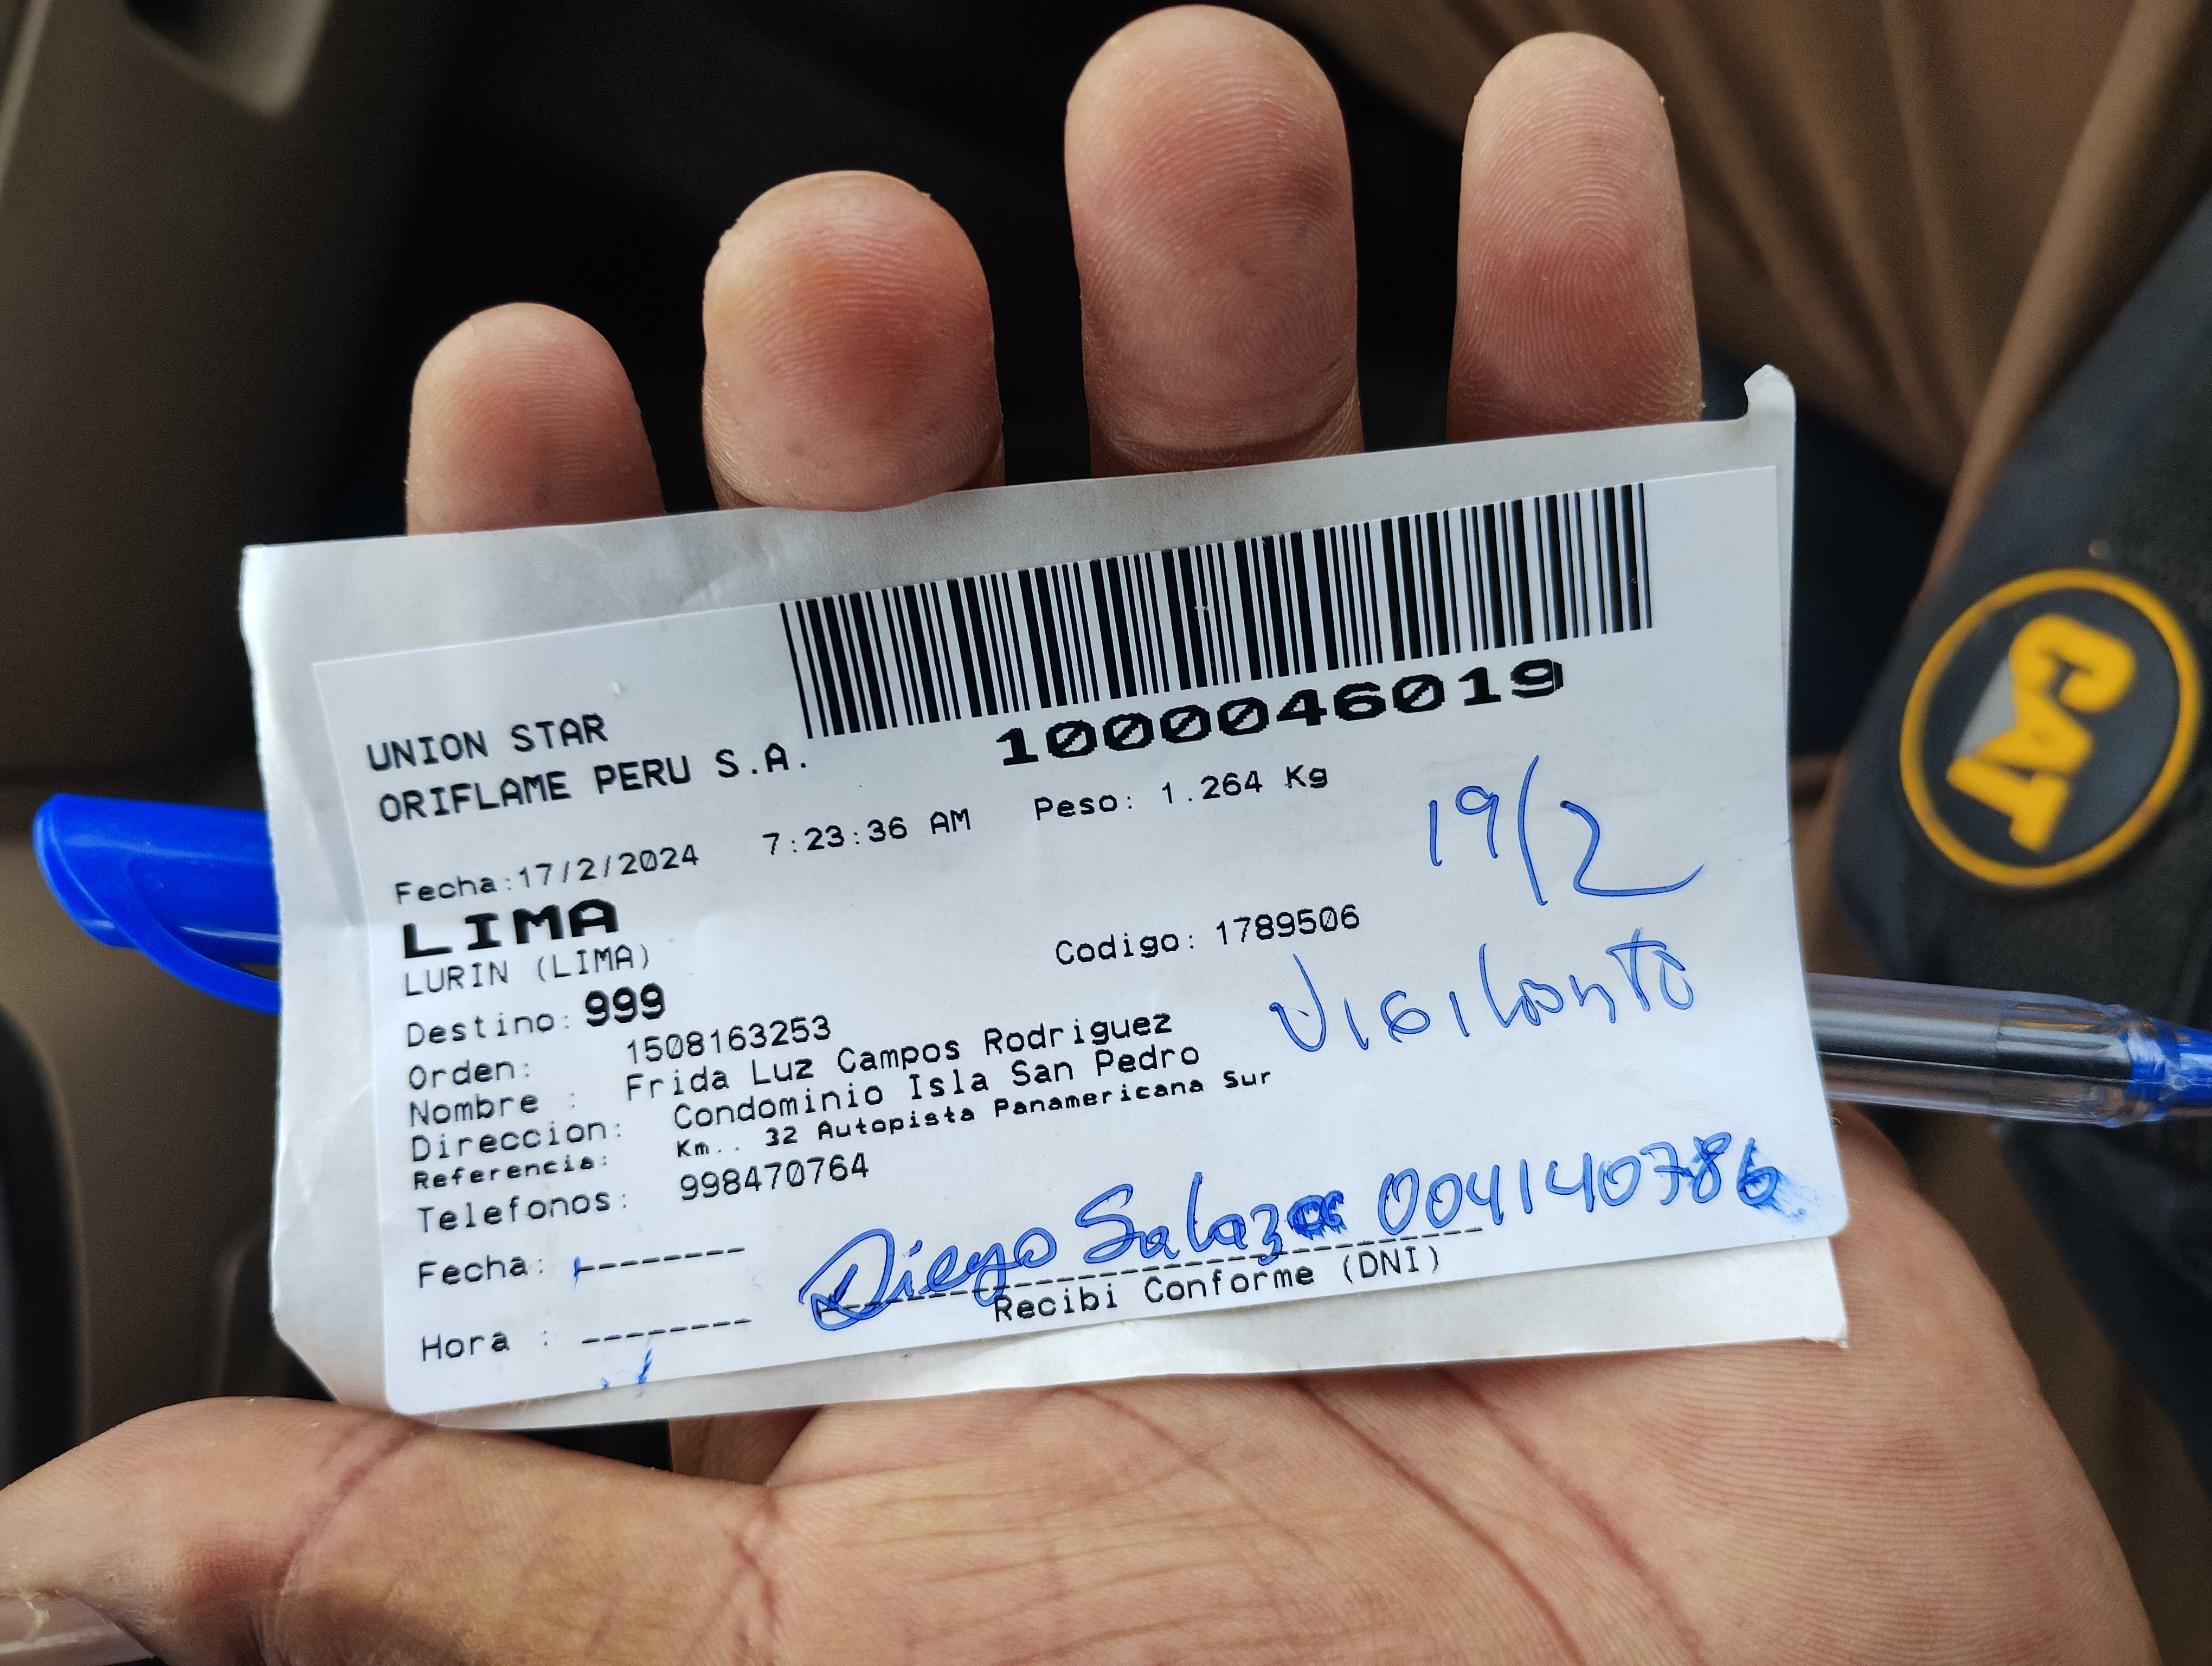 1000046019
UNION STAR
ORIFLAME PERU S.A.
Fecha:17/2/2024 7:23:36 AM Peso: 1.264 Kg
19/2
LIMA
LURIN (LIMA) Codigo: 1789506
Destino: 999
Vigilante
Orden: 1508163253
Nombre : Frida Luz Campos Rodriguez
Direccion: Condominio Isla San Pedro
Referencia: Km.. 32 Autopista Panamericana Sur
Telefonos: 998470764
Diego Salazar 004140786
Fecha: --------
Recibi Conforme (DNI)
Hora : --------
CAT